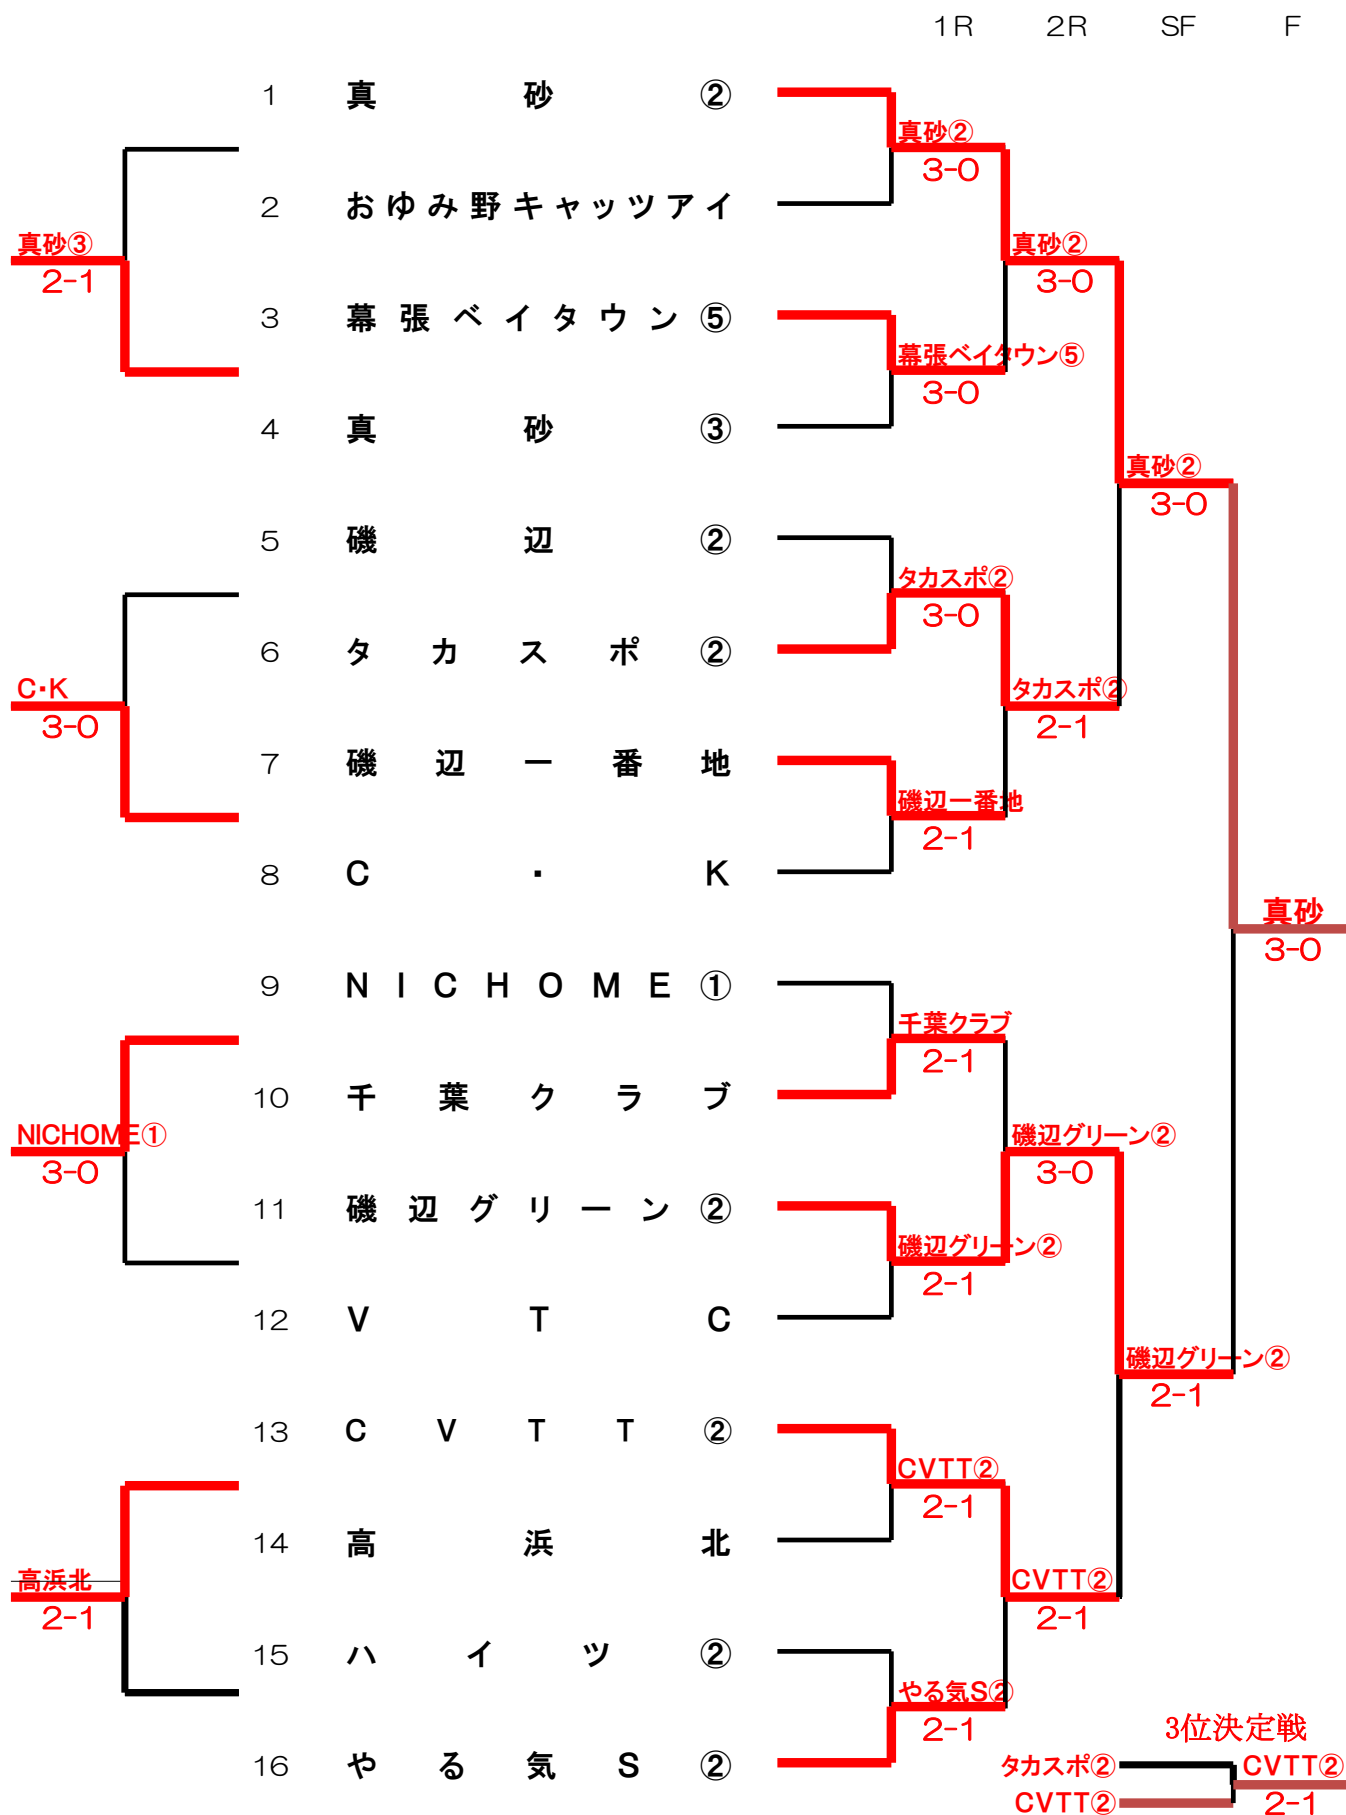 1R 2R SF F
1 真砂②
真砂②
3-0
2 おゆみ野キャッツアイ
真砂③
2-1
真砂②
3-0
3 幕張ベイタウン⑤
幕張ベイタウン⑤
3-0
4 真砂③
真砂②
3-0
5 磯辺②
タカスポ②
3-0
6 タカスポ②
C・K
3-0
タカスポ②
2-1
7 磯辺一番地
磯辺一番地
2-1
8 C・K
真砂
3-0
9 NICHOME①
千葉クラブ
2-1
10 千葉クラブ
NICHOME①
3-0
磯辺グリーン②
3-0
11 磯辺グリーン②
磯辺グリーン②
2-1
12 VTC
磯辺グリーン②
2-1
13 CVTT②
CVTT②
2-1
14 高浜北
高浜北
2-1
CVTT②
2-1
15 ハイツ②
やる気S②
2-1
16 やる気S②
3位決定戦
タカスポ②
CVTT②
CVTT②
2-1